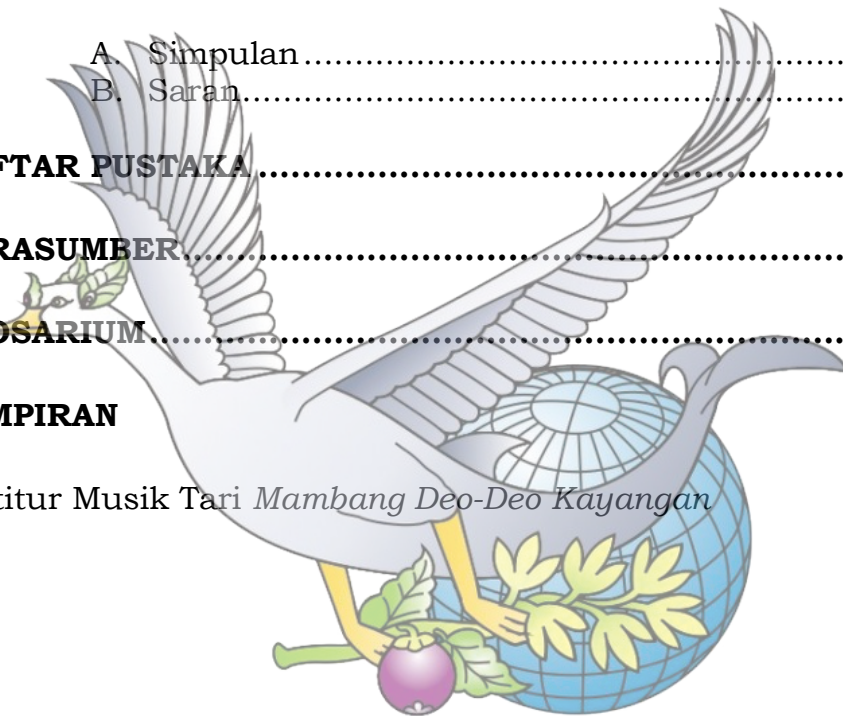 A. Simpulan........................................................
B. Saran..............................................................
FTAR PUSTAKA........................................................
RASUMBER..............................................................
OSARIUM................................................................
MPIRAN
titur Musik Tari Mambang Deo-Deo Kayangan